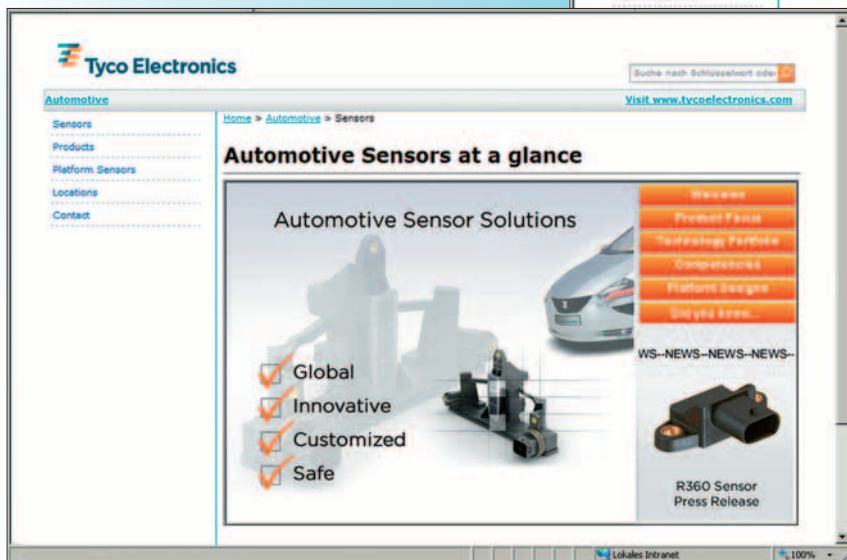 Tyco Electronics
Suche nach Schlüsselwort oder
Automotive
Visit www.tycoelectronics.com
Sensors
Products
Platform Sensors
Locations
Contact
Home > Automotive > Sensors
Automotive Sensors at a glance
Automotive Sensor Solutions
Global
Innovative
Customized
Safe
Welcome
Product Focus
Technology Portfolio
Competencies
Platform Designs
Did you know...
WS--NEWS--NEWS--NEWS--
R360 Sensor
Press Release
Lokales Intranet
100%